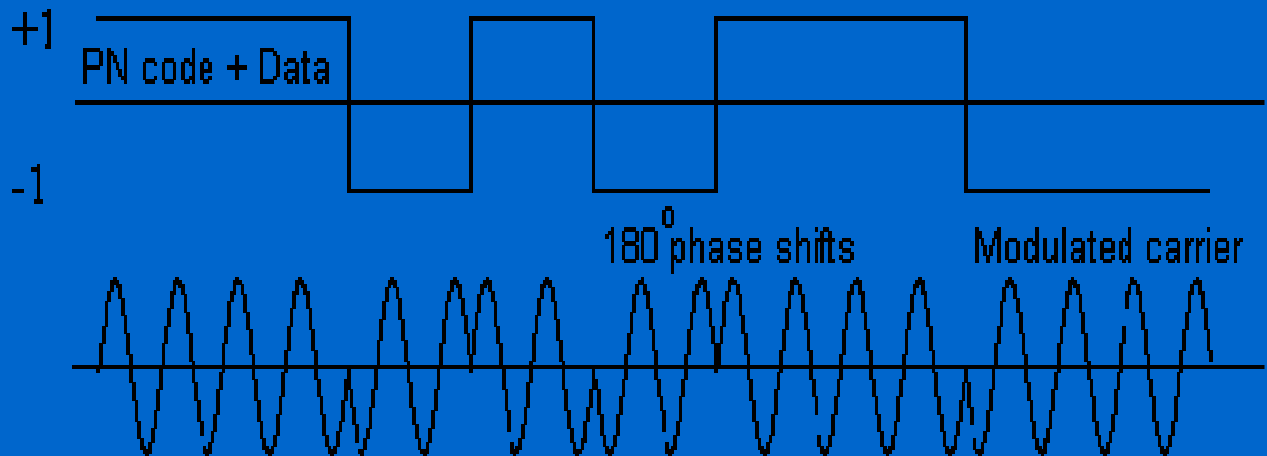 +1
PN code + Data
-1
180° phase shifts
Modulated carrier